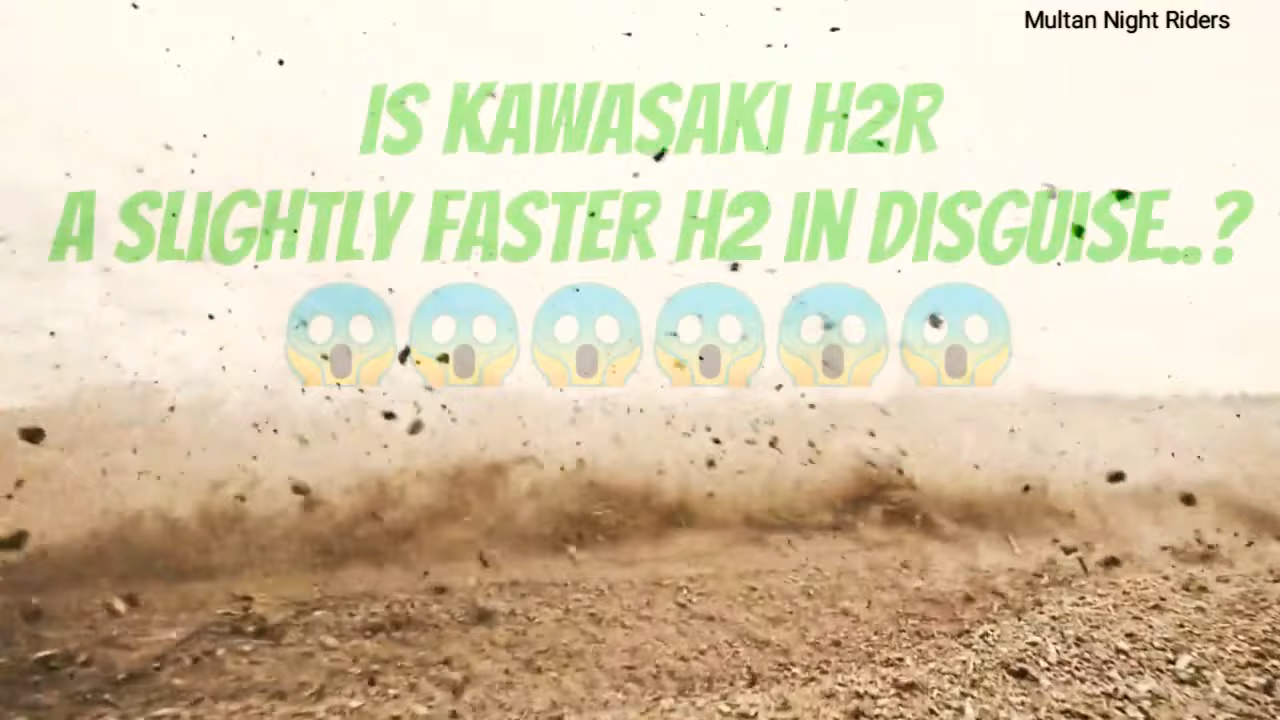 Multan Night Riders
IS KAWASAKI H2R
A SLIGHTLY FASTER H2 IN DISGUISE..?
😱😱😱😱😱😱